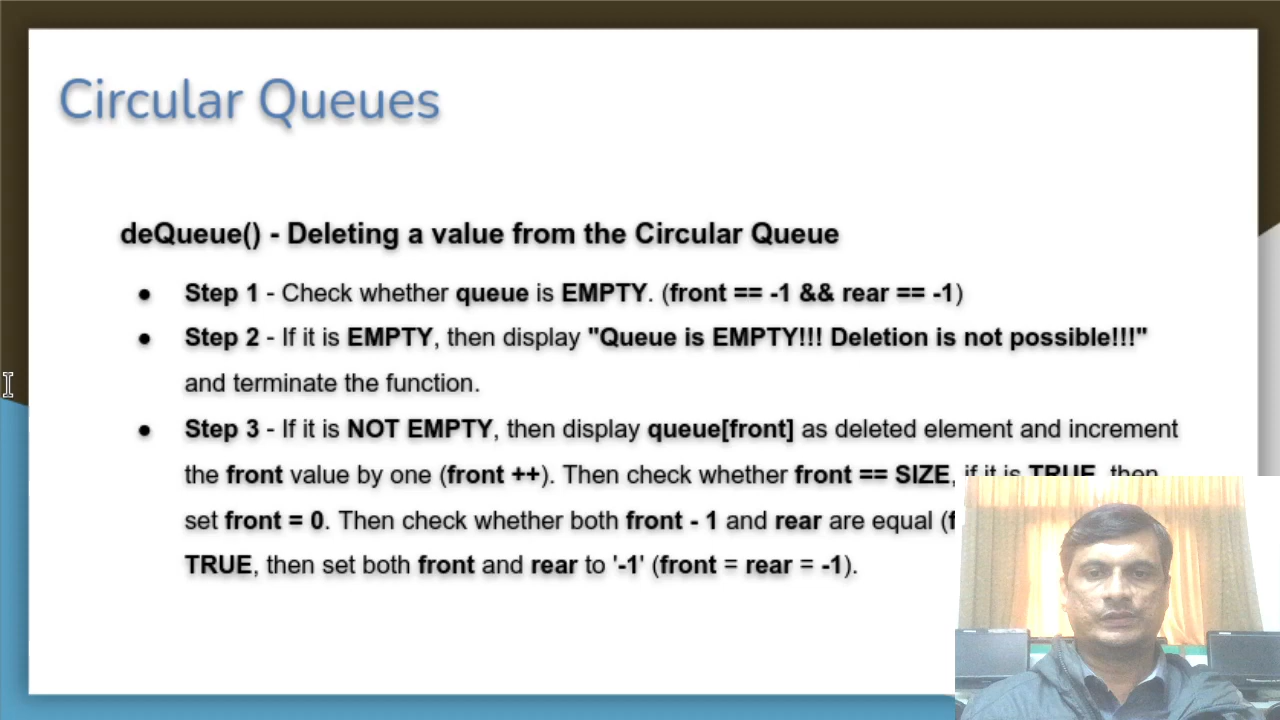 Circular Queues
deQueue() - Deleting a value from the Circular Queue
● Step 1 - Check whether queue is EMPTY. (front == -1 && rear == -1)
● Step 2 - If it is EMPTY, then display "Queue is EMPTY!!! Deletion is not possible!!!"
and terminate the function.
● Step 3 - If it is NOT EMPTY, then display queue[front] as deleted element and increment
the front value by one (front ++). Then check whether front == SIZE, if it is TRUE, then
set front = 0. Then check whether both front - 1 and rear are equal (
TRUE, then set both front and rear to '-1' (front = rear = -1).